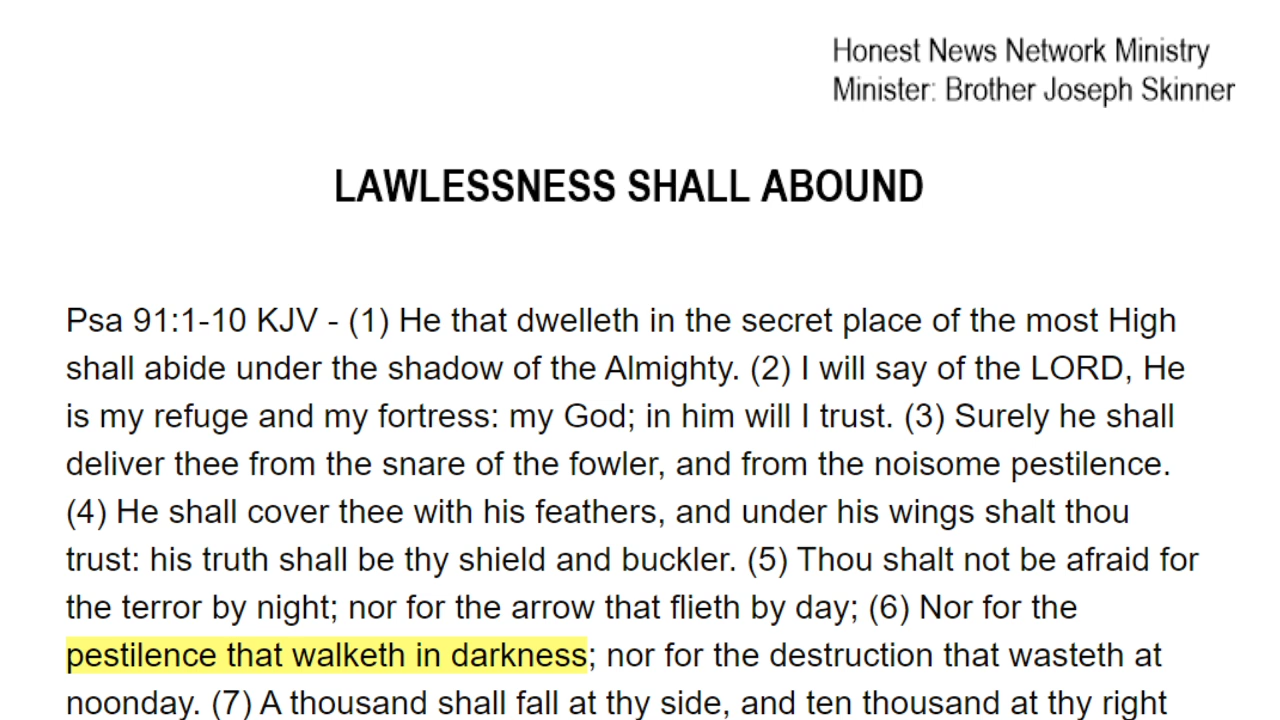 Honest News Network Ministry
Minister: Brother Joseph Skinner
LAWLESSNESS SHALL ABOUND
Psa 91:1-10 KJV - (1) He that dwelleth in the secret place of the most High
shall abide under the shadow of the Almighty. (2) I will say of the LORD, He
is my refuge and my fortress: my God; in him will I trust. (3) Surely he shall
deliver thee from the snare of the fowler, and from the noisome pestilence.
(4) He shall cover thee with his feathers, and under his wings shalt thou
trust: his truth shall be thy shield and buckler. (5) Thou shalt not be afraid for
the terror by night; nor for the arrow that flieth by day; (6) Nor for the
pestilence that walketh in darkness; nor for the destruction that wasteth at
noonday. (7) A thousand shall fall at thy side, and ten thousand at thy right